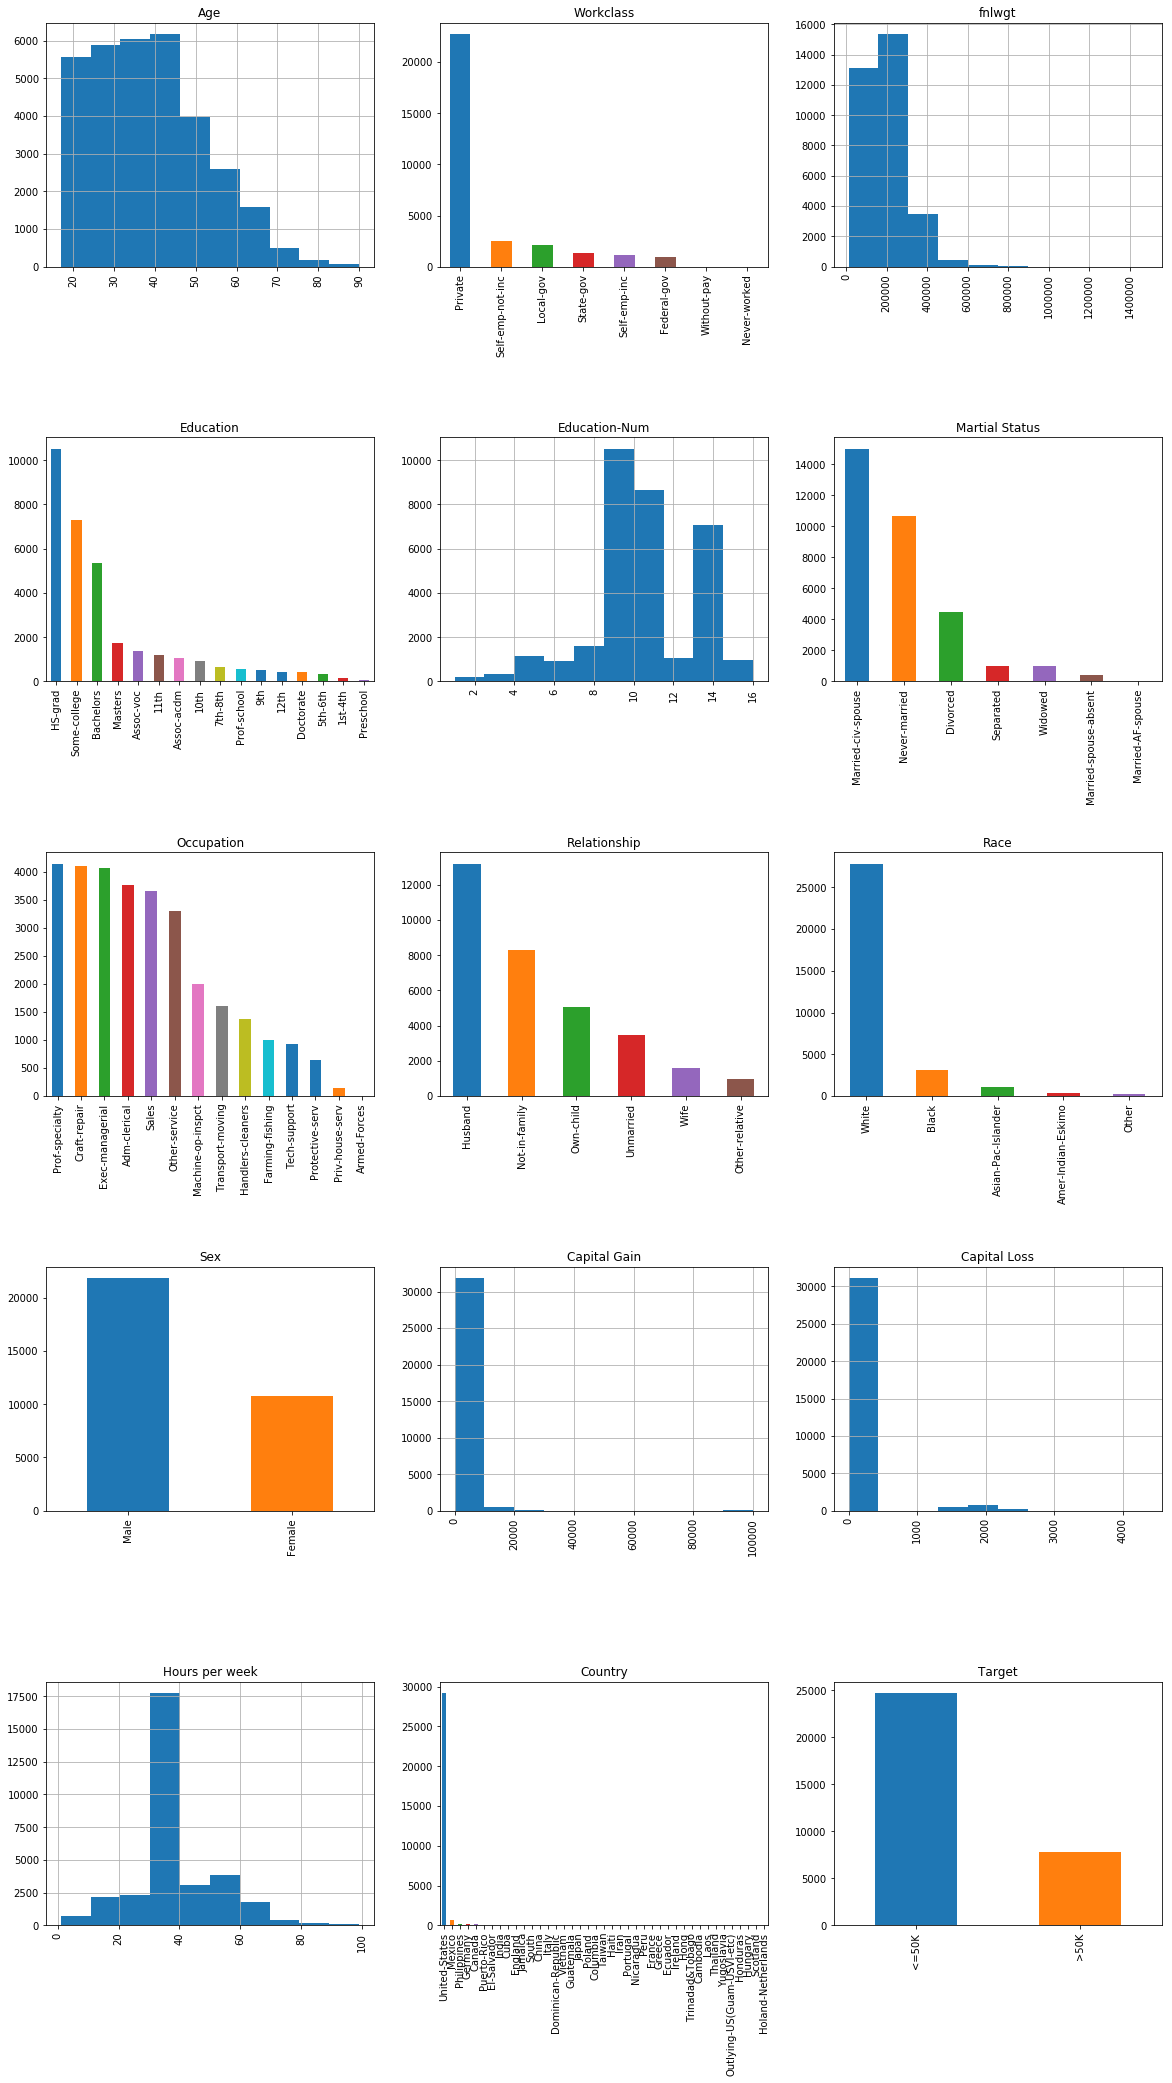 Age
6000
5000
4000
3000
2000
1000
0
20
30
40
50
60
70
80
90
Workclass
20000
15000
10000
5000
0
Private
Self-emp-not-inc
Local-gov
State-gov
Self-emp-inc
Federal-gov
Without-pay
Never-worked
fnlwgt
16000
14000
12000
10000
8000
6000
4000
2000
0
0
200000
400000
600000
800000
1000000
1200000
1400000
Education
10000
8000
6000
4000
2000
0
HS-grad
Some-college
Bachelors
Masters
Assoc-voc
11th
Assoc-acdm
10th
7th-8th
Prof-school
9th
12th
Doctorate
5th-6th
1st-4th
Preschool
Education-Num
10000
8000
6000
4000
2000
0
2
4
6
8
10
12
14
16
Martial Status
14000
12000
10000
8000
6000
4000
2000
0
Married-civ-spouse
Never-married
Divorced
Separated
Widowed
Married-spouse-absent
Married-AF-spouse
Occupation
4000
3500
3000
2500
2000
1500
1000
500
0
Prof-specialty
Craft-repair
Exec-managerial
Adm-clerical
Sales
Other-service
Machine-op-inspct
Transport-moving
Handlers-cleaners
Farming-fishing
Tech-support
Protective-serv
Priv-house-serv
Armed-Forces
Relationship
12000
10000
8000
6000
4000
2000
0
Husband
Not-in-family
Own-child
Unmarried
Wife
Other-relative
Race
25000
20000
15000
10000
5000
0
White
Black
Asian-Pac-Islander
Amer-Indian-Eskimo
Other
Sex
20000
15000
10000
5000
0
Male
Female
Capital Gain
30000
25000
20000
15000
10000
5000
0
0
20000
40000
60000
80000
100000
Capital Loss
30000
25000
20000
15000
10000
5000
0
0
1000
2000
3000
4000
Hours per week
17500
15000
12500
10000
7500
5000
2500
0
0
20
40
60
80
100
Country
30000
25000
20000
15000
10000
5000
0
United-States
Mexico
Philippines
Germany
Canada
Puerto-Rico
El-Salvador
India
Cuba
England
Jamaica
South
China
Italy
Dominican-Republic
Vietnam
Guatemala
Japan
Poland
Columbia
Taiwan
Haiti
Iran
Portugal
Nicaragua
Peru
France
Greece
Ecuador
Ireland
Hong
Trinadad&Tobago
Cambodia
Laos
Thailand
Yugoslavia
Outlying-US(Guam-USVI-etc)
Honduras
Hungary
Scotland
Holand-Netherlands
Target
25000
20000
15000
10000
5000
0
<=50K
>50K